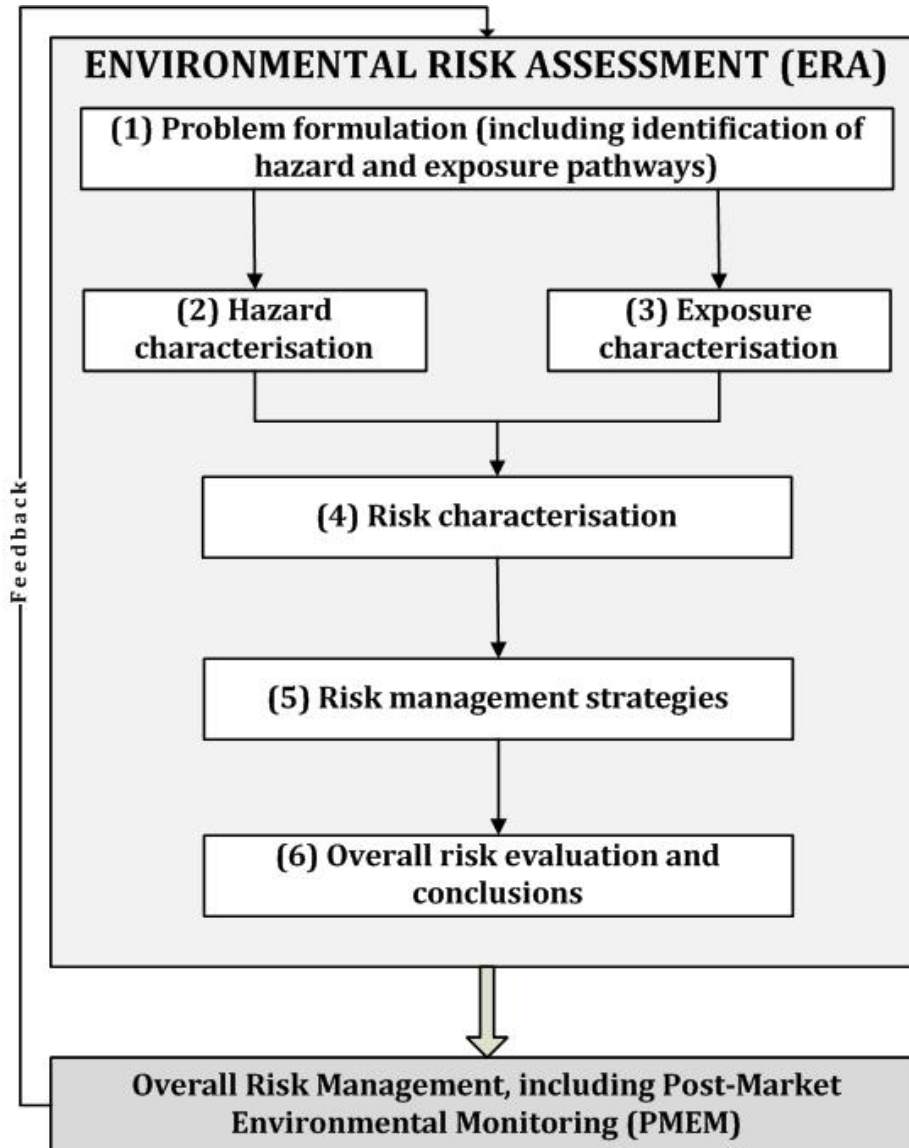 ENVIRONMENTAL RISK ASSESSMENT (ERA)
(1) Problem formulation (including identification of
hazard and exposure pathways)
(2) Hazard
characterisation
(3) Exposure
characterisation
(4) Risk characterisation
(5) Risk management strategies
(6) Overall risk evaluation and
conclusions
Feedback
Overall Risk Management, including Post-Market
Environmental Monitoring (PMEM)